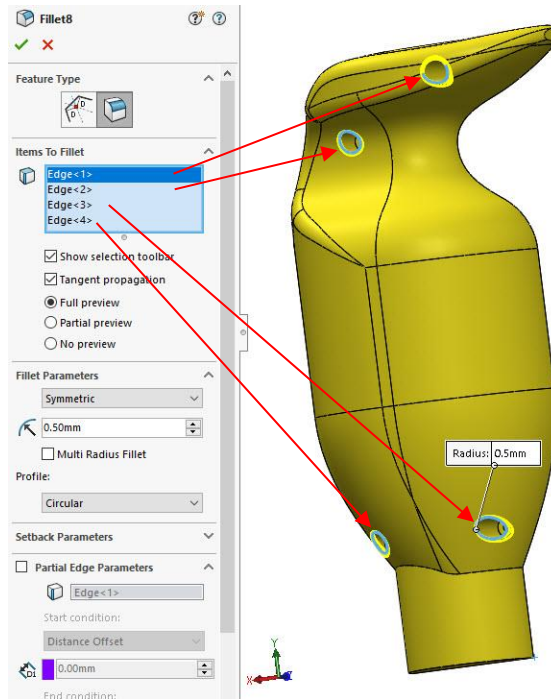 Fillet8
Feature Type
Items To Fillet
Edge<1>
Edge<2>
Edge<3>
Edge<4>
Show selection toolbar
Tangent propagation
Full preview
Partial preview
No preview
Fillet Parameters
Symmetric
0.50mm
Multi Radius Fillet
Profile:
Circular
Setback Parameters
Partial Edge Parameters
Edge<1>
Start condition:
Distance Offset
0.00mm
End condition:
Radius: 0.5mm
Y
X